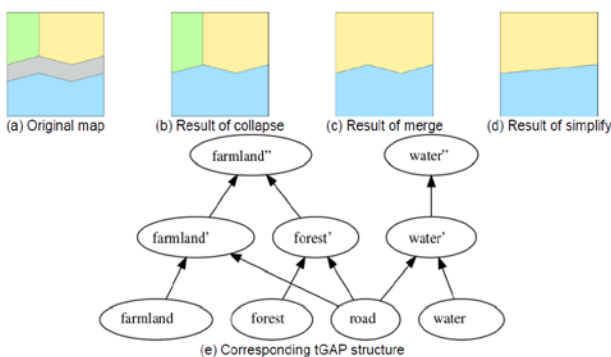 (a) Original map (b) Result of collapse (c) Result of merge (d) Result of simplify
farmland” water”
farmland’ forest’ water’
farmland forest road water
(e) Corresponding tGAP structure